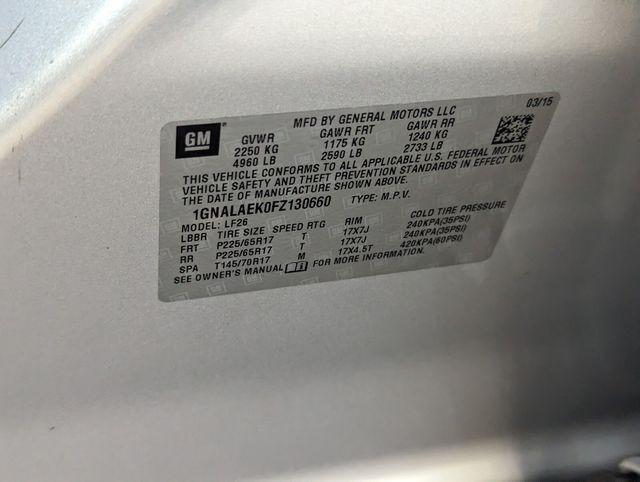 GM
MFD BY GENERAL MOTORS LLC 03/15
GVWR GAWR FRT GAWR RR
2250 KG 1175 KG 1240 KG
4960 LB 2590 LB 2733 LB
THIS VEHICLE CONFORMS TO ALL APPLICABLE U.S. FEDERAL MOTOR
VEHICLE SAFETY AND THEFT PREVENTION STANDARDS IN EFFECT ON
THE DATE OF MANUFACTURE SHOWN ABOVE.
1GNALAEK0FZ130660 TYPE: M.P.V.
MODEL: LF26
LBBR TIRE SIZE SPEED RTG RIM COLD TIRE PRESSURE
FRT P225/65R17 T 17X7J 240KPA(35PSI)
RR P225/65R17 T 17X7J 240KPA(35PSI)
SPA T145/70R17 M 17X4.5T 420KPA(60PSI)
SEE OWNER'S MANUAL FOR MORE INFORMATION.